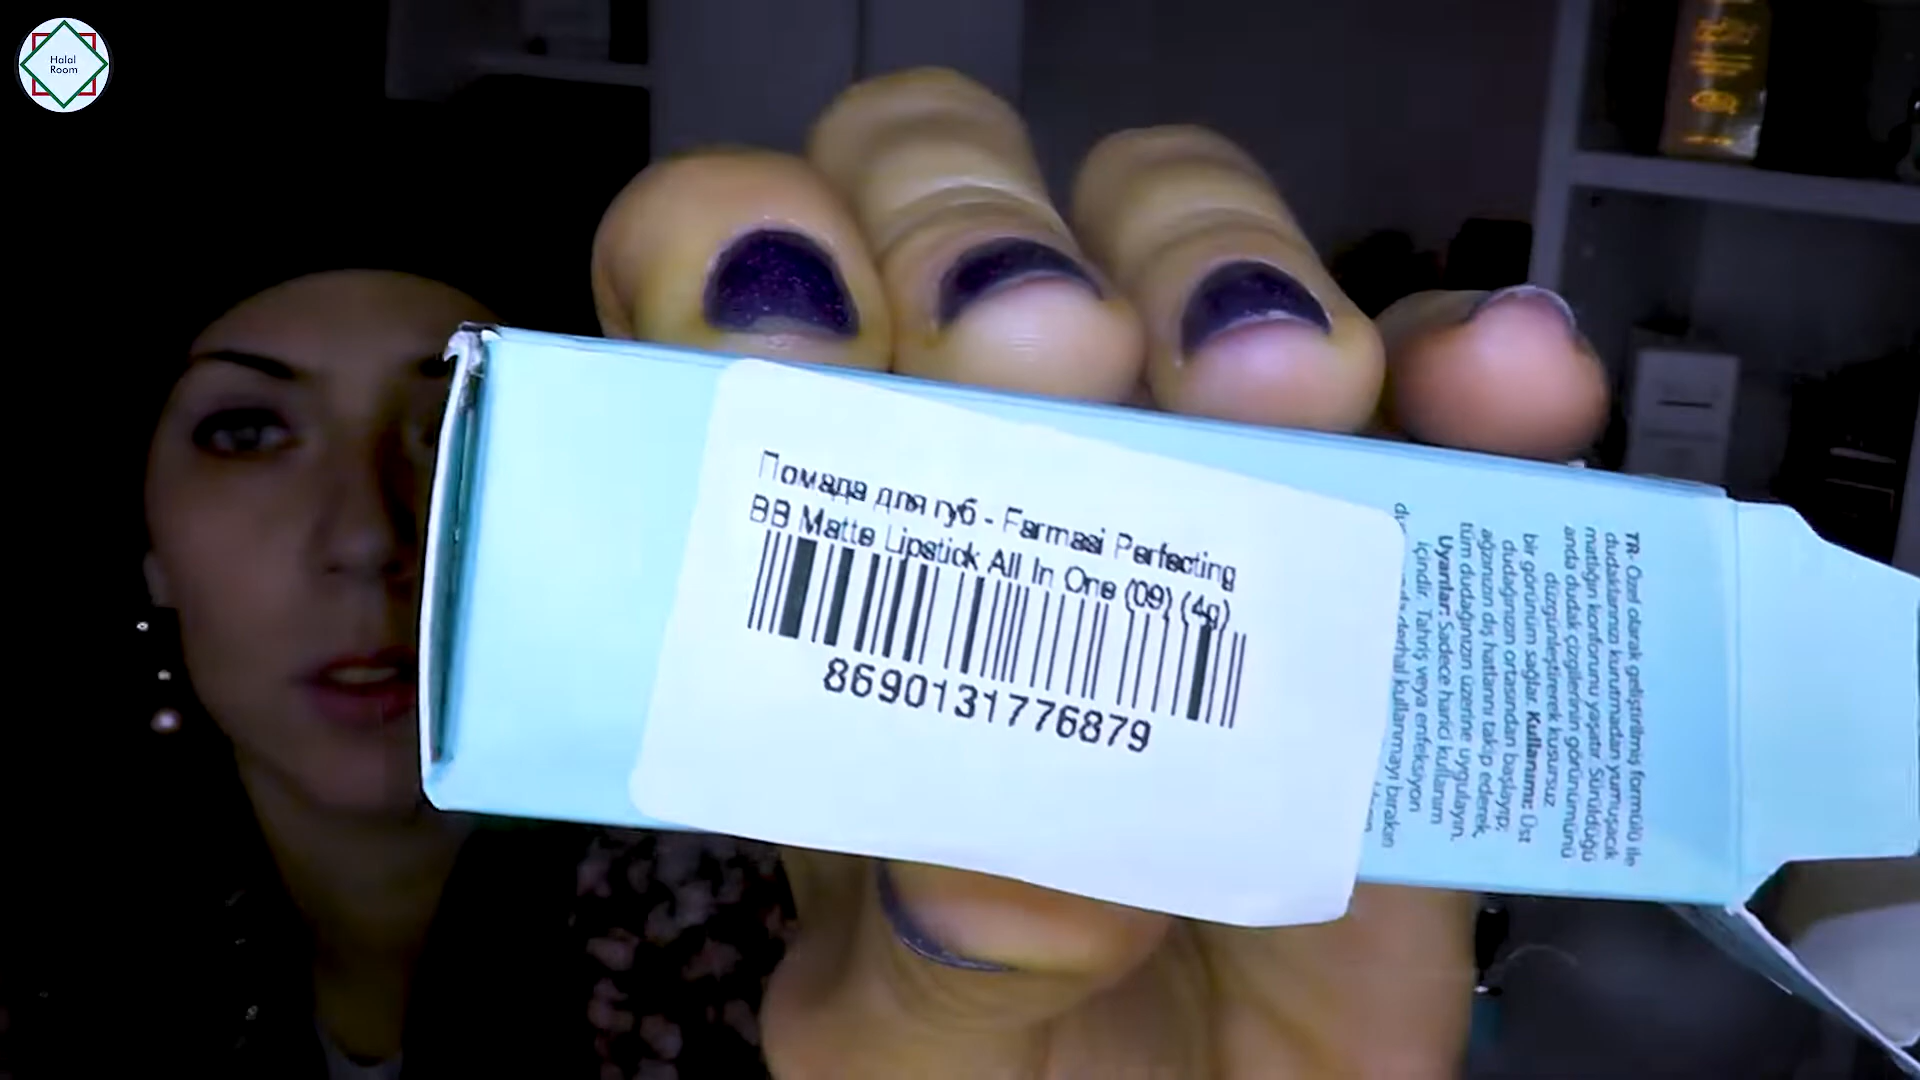 Halal
Room
Помада для губ - Farmasi Perfecting
BB Matte Lipstick All In One (09) (4g)
8690131776879
TR- Özel olarak geliştirilmiş formülü ile
dudaklarınızı kurutmadan yumuşacık
matlığın konforunu yaşatır. Sürüldüğü
anda dudak çizgilerinin görünümünü
düzgünleştirerek kusursuz
bir görünüm sağlar. Kullanımı: Üst
dudağınızın ortasından başlayıp;
ağzınızın dış hatlarını takip ederek,
tüm dudağınızın üzerine uygulayın.
Uyarılar: Sadece harici kullanım
içindir. Tahriş veya enfeksiyon
derhal kullanmayı bırakın